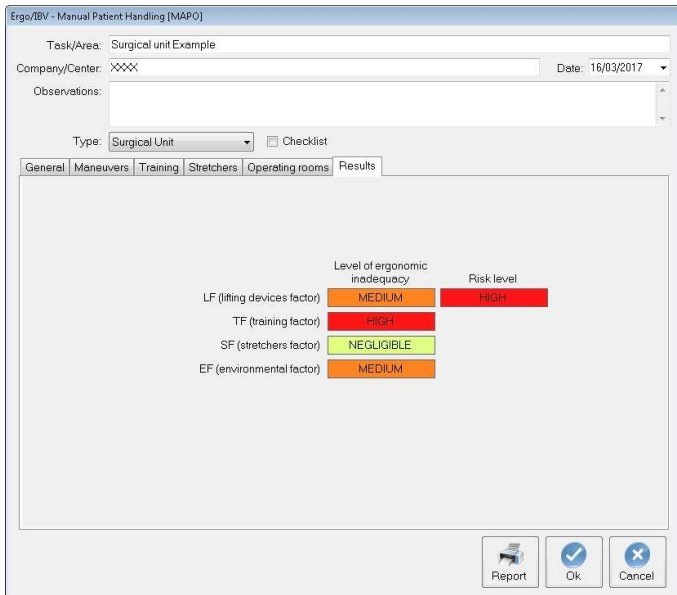 Ergo/IBV - Manual Patient Handling [MAPO]
Task/Area: Surgical unit Example
Company/Center: XXXX Date: 16/03/2017
Observations:
Type: Surgical Unit Checklist
General Maneuvers Training Stretchers Operating rooms Results
Level of ergonomic
inadequacy Risk level
LF (lifting devices factor) MEDIUM HIGH
TF (training factor) HIGH
SF (stretchers factor) NEGLIGIBLE
EF (environmental factor) MEDIUM
Report Ok Cancel